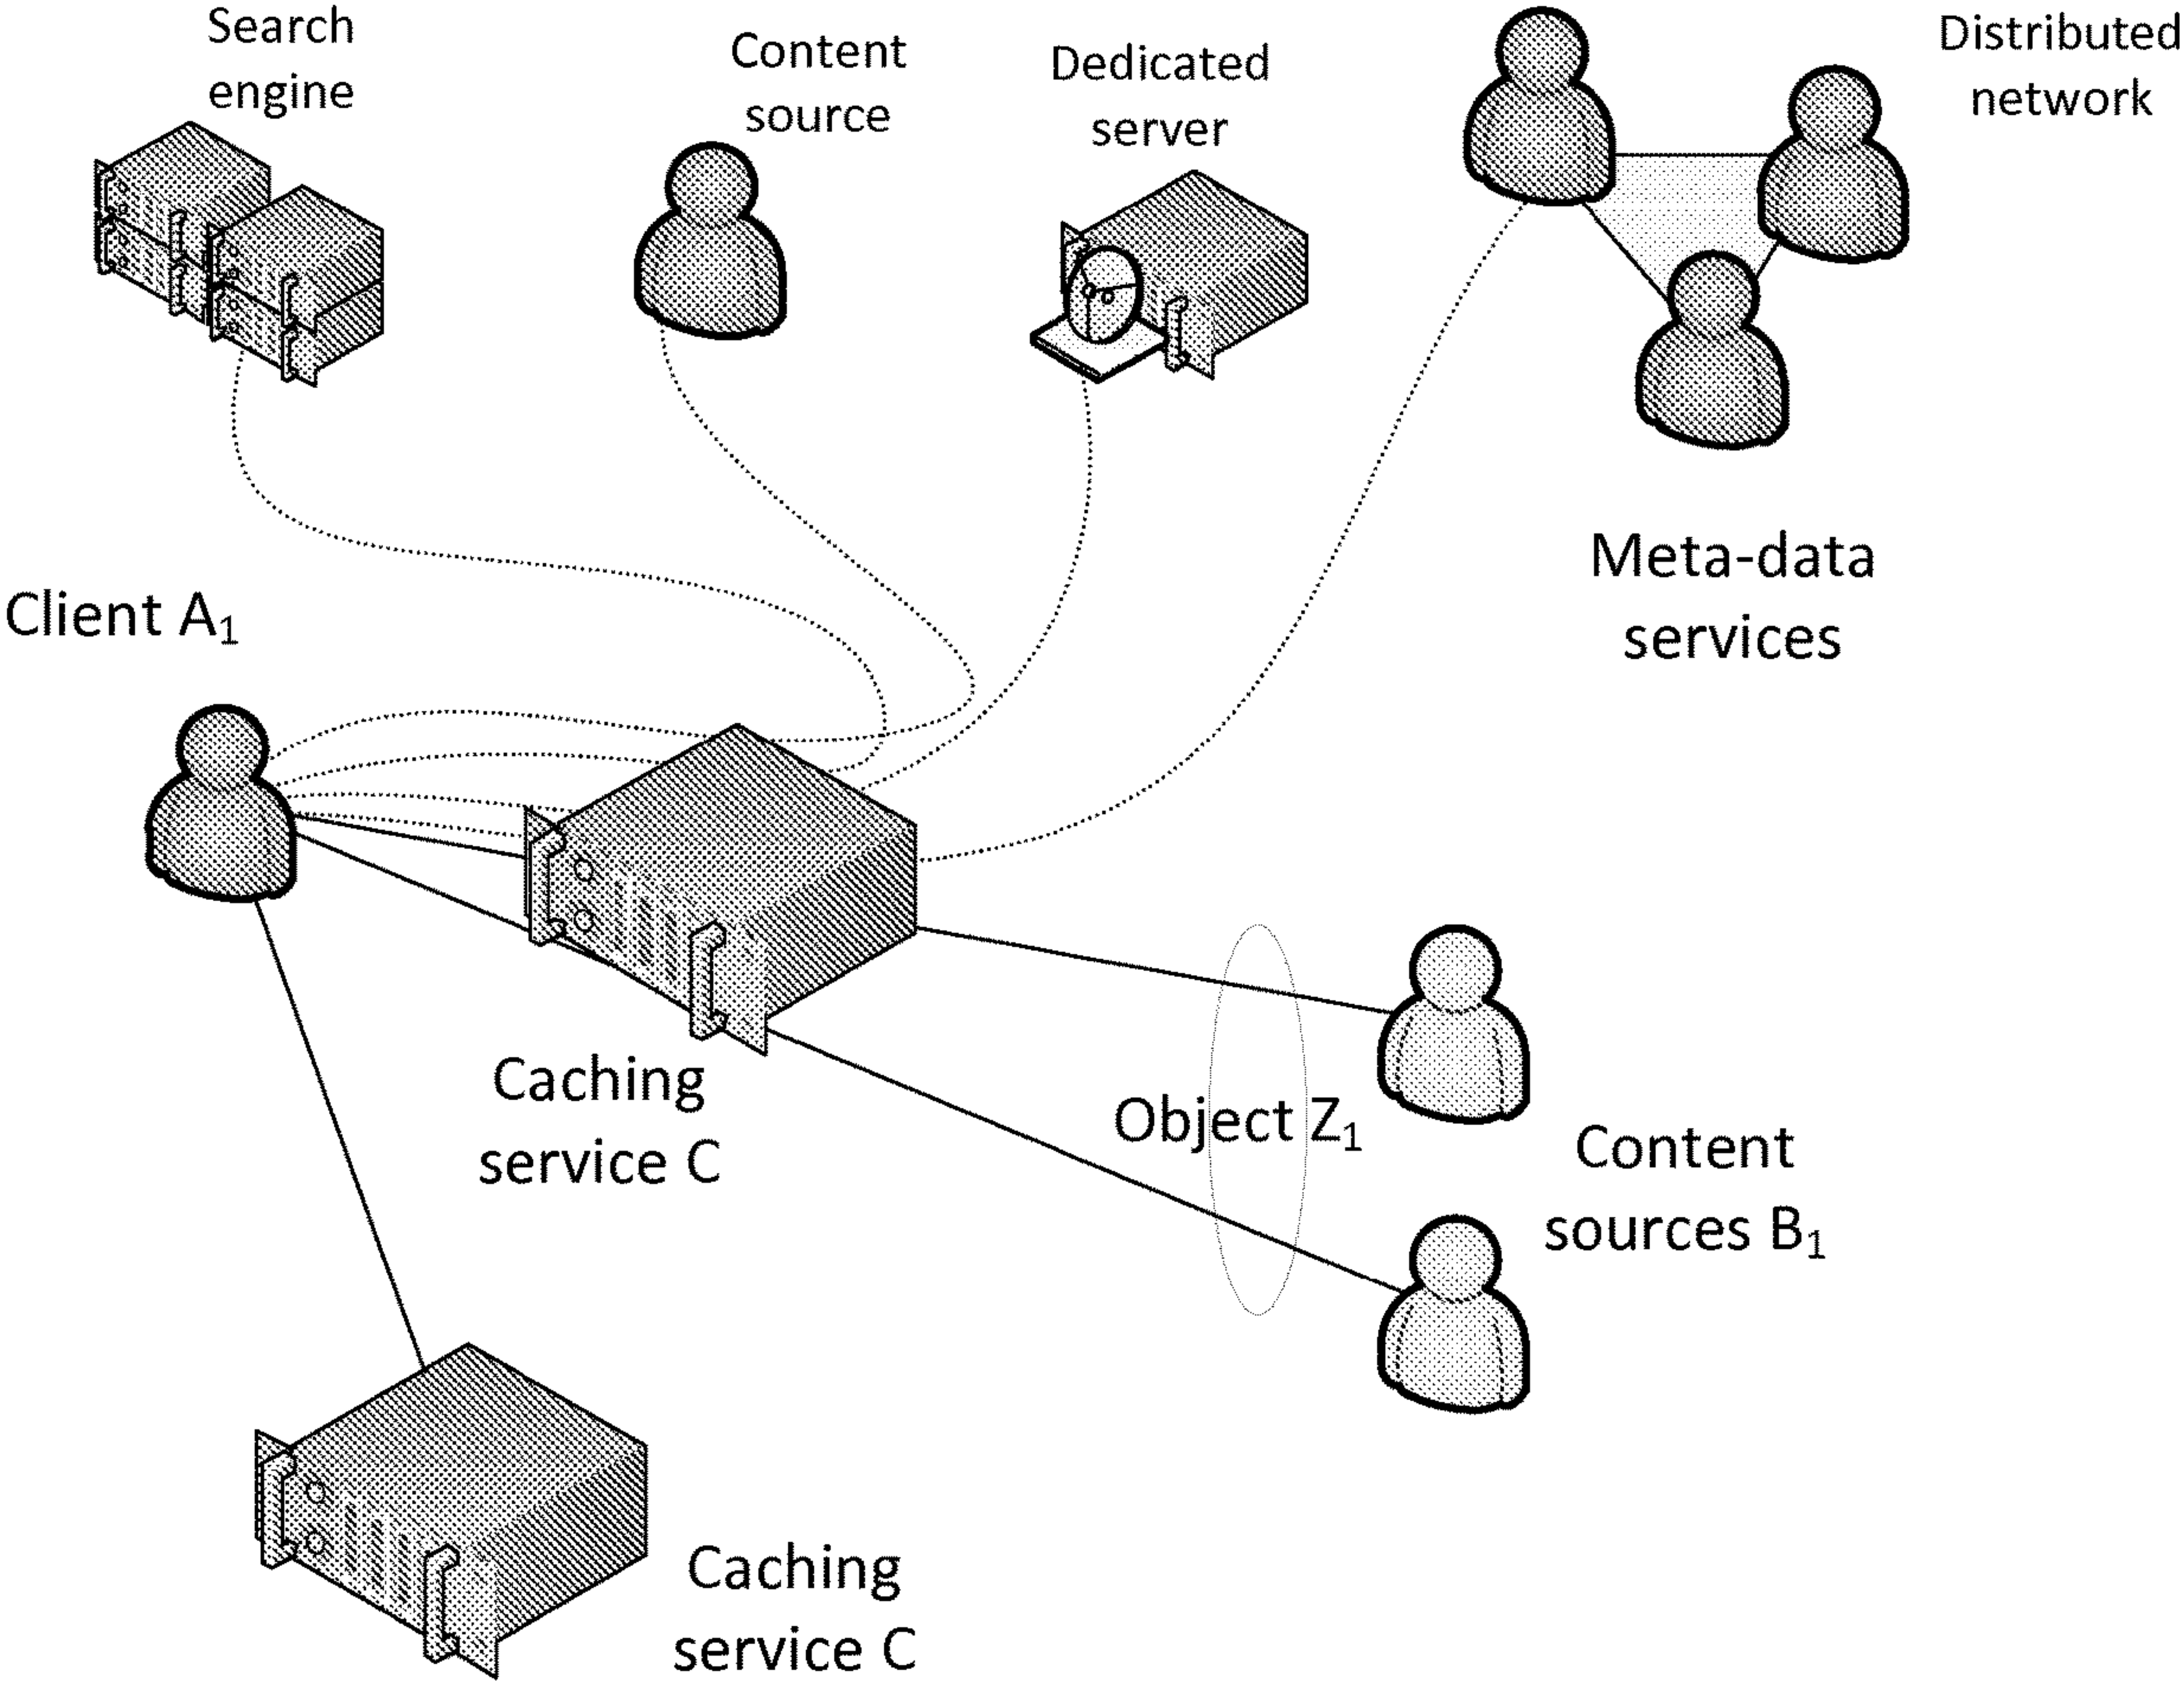 Search
engine
Content
source
Dedicated
server
Distributed
network
Meta-data
services
Client A₁
Caching
service C
Object Z₁
Content
sources B₁
Caching
service C